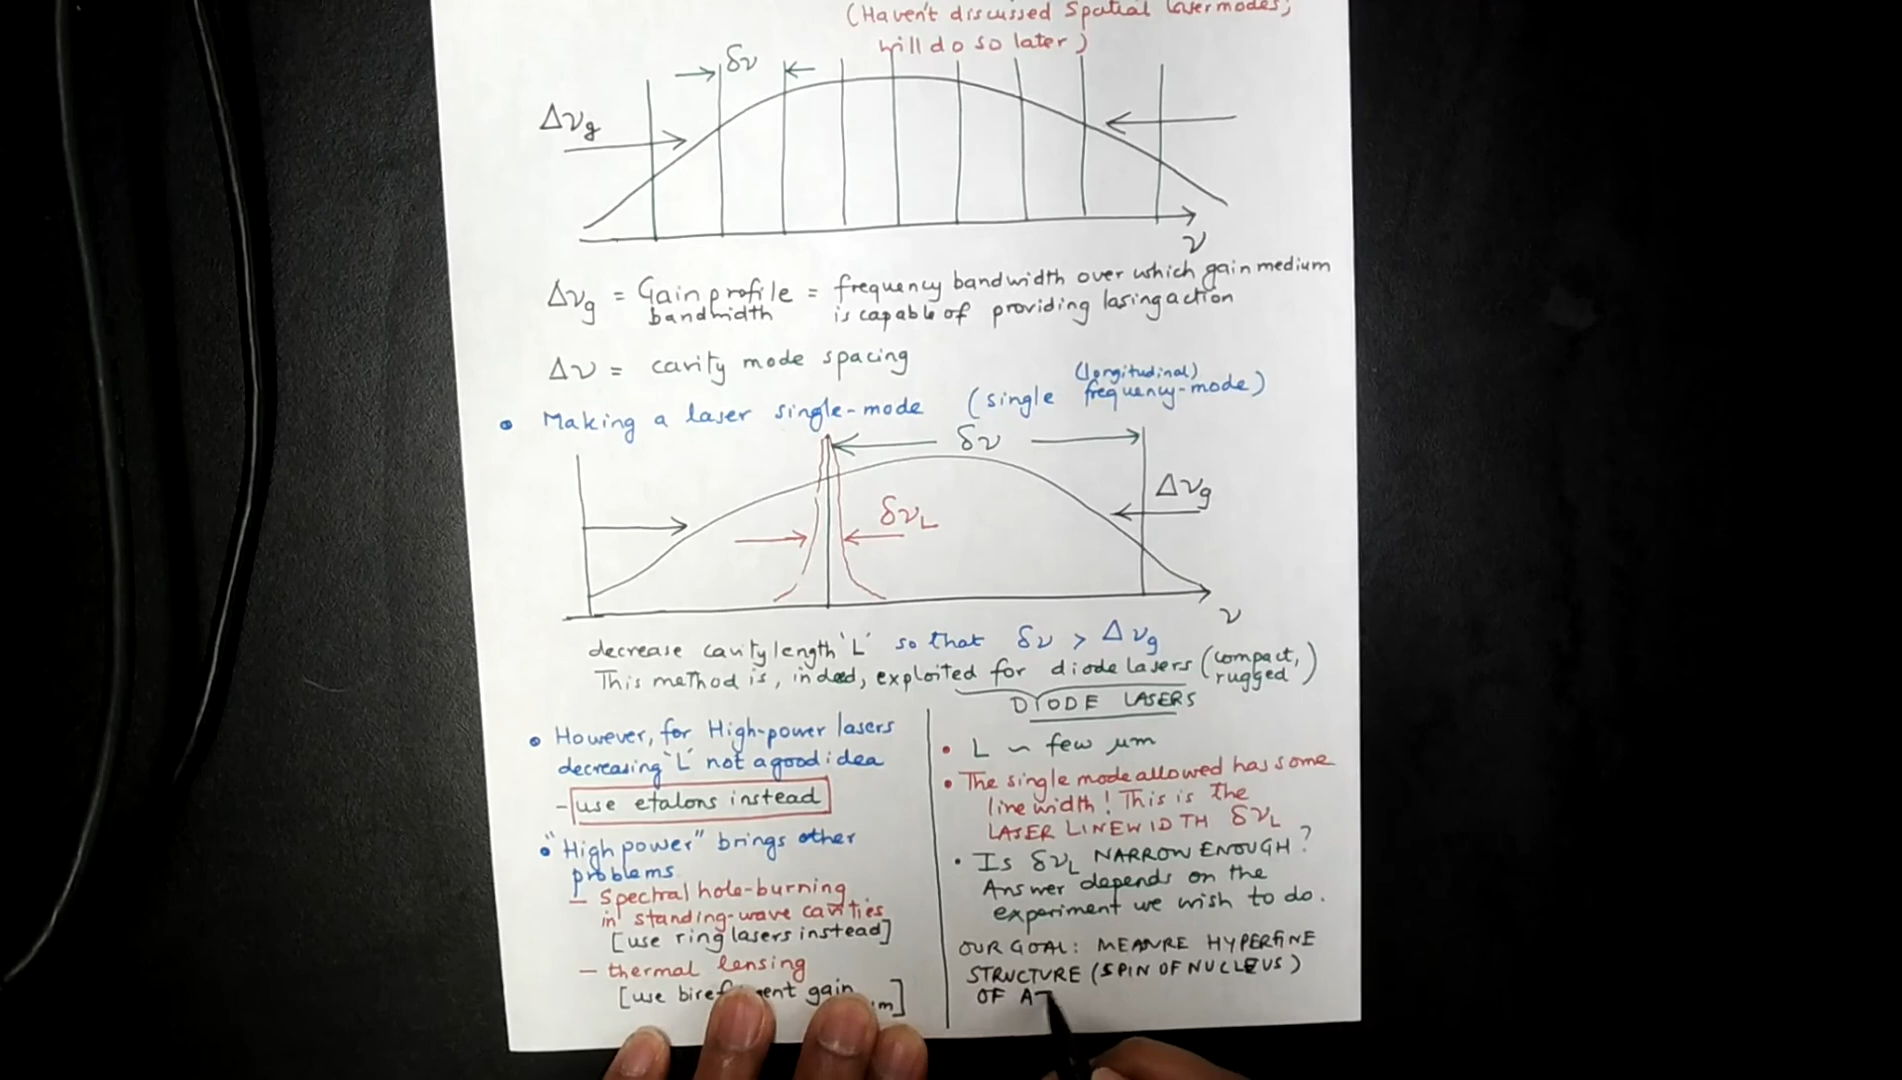 (Haven't discussed Spatial laser modes;
will do so later)
δν
Δνg
ν
Δνg = Gain profile = frequency bandwidth over which gain medium
bandwidth is capable of providing lasing action
Δν = cavity mode spacing
(longitudinal)
• Making a laser single-mode (single frequency-mode)
δν
Δνg
δνL
ν
decrease cavity length 'L' so that δν > Δνg
This method is, indeed, exploited for diode lasers (compact,
rugged)
• However, for High-power lasers
decreasing 'L' not a good idea
- use etalons instead
• "High power" brings other
problems
- Spectral hole-burning
in standing-wave cavities
[use ring lasers instead]
- thermal lensing
[use gain
m]
DIODE LASERS
• L ~ few μm
• The single mode allowed has some
line width! This is the
LASER LINEWIDTH δνL
• Is δνL NARROW ENOUGH?
Answer depends on the
experiment we wish to do.
OUR GOAL: MEANRE HYPERFINE
STRUCTURE (SPIN OF NUCLEUS)
OF AT